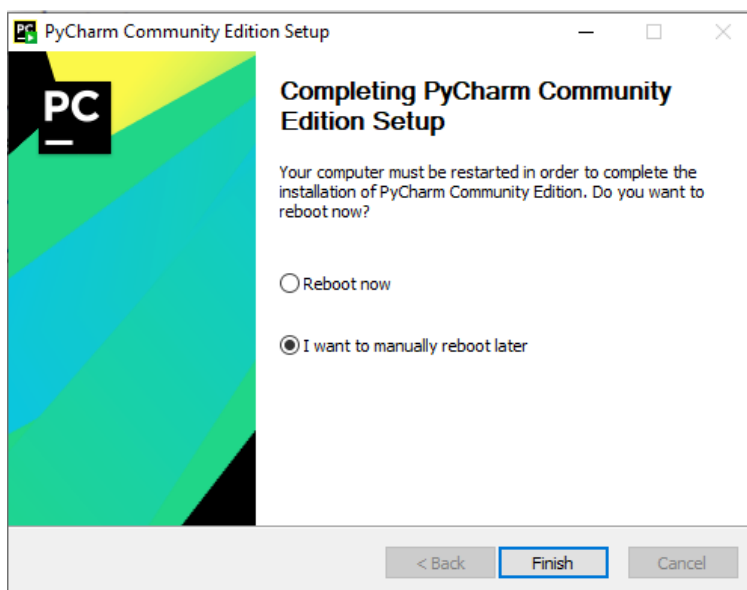 PyCharm Community Edition Setup
PC
Completing PyCharm Community
Edition Setup
Your computer must be restarted in order to complete the
installation of PyCharm Community Edition. Do you want to
reboot now?
Reboot now
I want to manually reboot later
< Back
Finish
Cancel